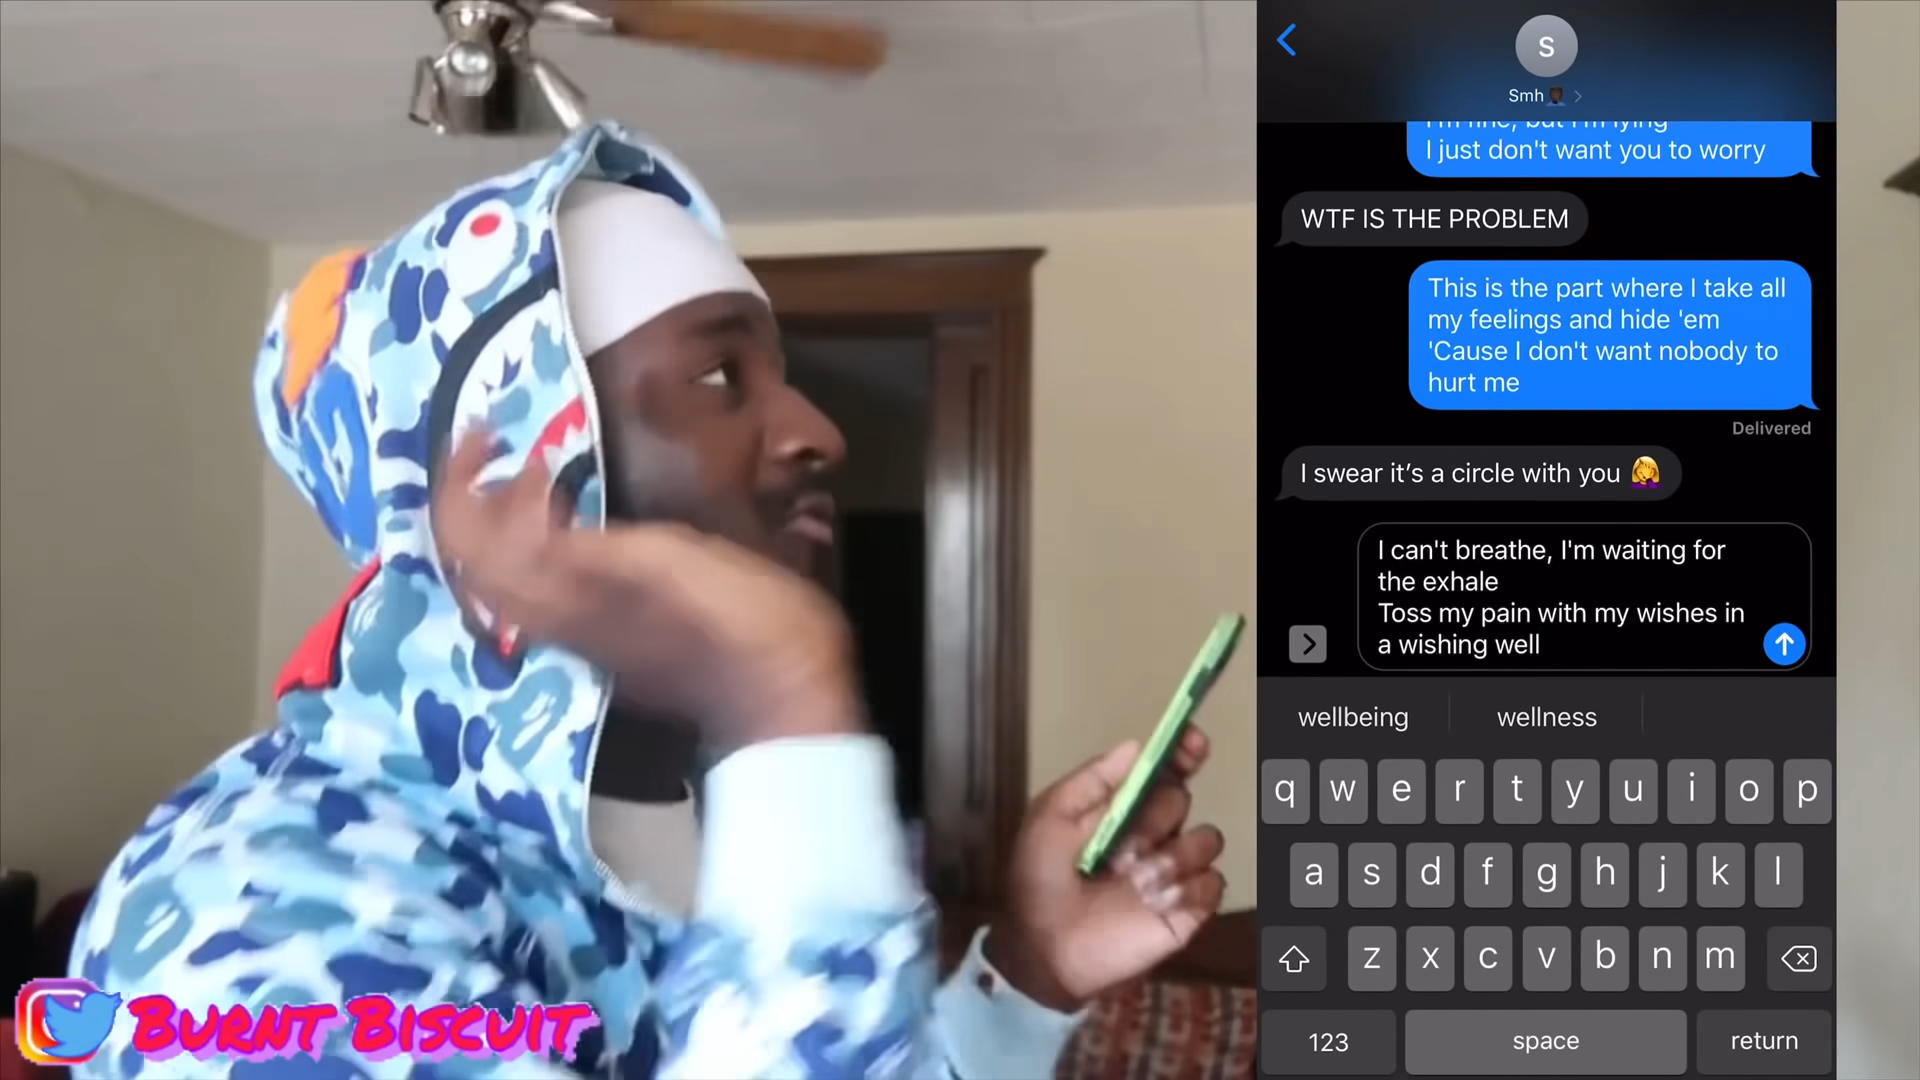 S
Smh
I'm fine, but I'm lying
I just don't want you to worry
WTF IS THE PROBLEM
This is the part where I take all
my feelings and hide 'em
'Cause I don't want nobody to
hurt me
Delivered
I swear it’s a circle with you
I can't breathe, I'm waiting for
the exhale
Toss my pain with my wishes in
a wishing well
wellbeing wellness
q w e r t y u i o p
a s d f g h j k l
z x c v b n m
123 space return
BURNT BISCUIT